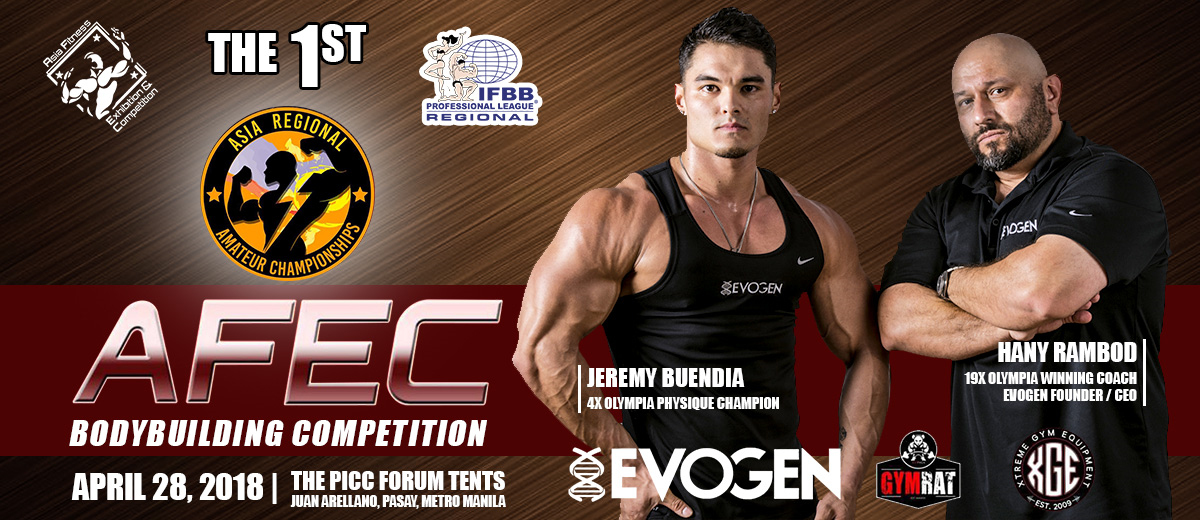 Asia Fitness
Exhibition &
Competition
THE 1ST
IFBB
PROFESSIONAL LEAGUE®
REGIONAL
ASIA REGIONAL
AMATEUR CHAMPIONSHIPS
AFEC
BODYBUILDING COMPETITION
APRIL 28, 2018
THE PICC FORUM TENTS
JUAN ARELLANO, PASAY, METRO MANILA
EVOGEN
EVOGEN
JEREMY BUENDIA
4X OLYMPIA PHYSIQUE CHAMPION
HANY RAMBOD
19X OLYMPIA WINNING COACH
EVOGEN FOUNDER / CEO
EVOGEN
GYMRAT
XTREME GYM EQUIPMENT
XGE
EST. 2009